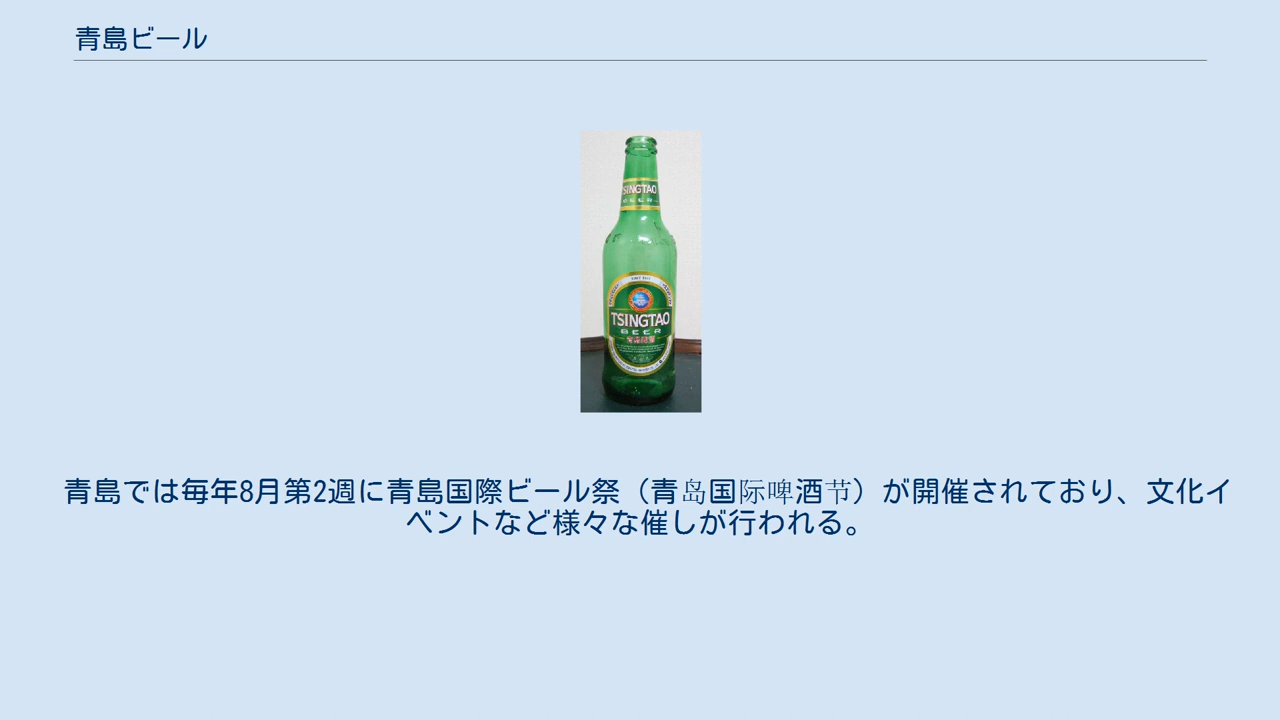 青島ビール
TSINGTAO
BEER
TSINGTAO
BEER
青島では毎年8月第2週に青島国際ビール祭（青岛国际啤酒节）が開催されており、文化イ
ベントなど様々な催しが行われる。